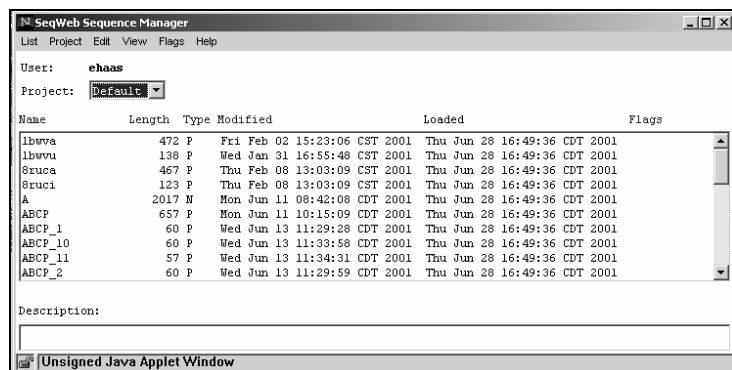 N SeqWeb Sequence Manager
List Project Edit View Flags Help
User: ehaas
Project: Default
Name Length Type Modified Loaded Flags
1bwva 472 P Fri Feb 02 15:23:06 CST 2001 Thu Jun 28 16:49:36 CDT 2001
1bwvu 138 P Wed Jan 31 16:55:48 CST 2001 Thu Jun 28 16:49:36 CDT 2001
8ruca 467 P Thu Feb 08 13:03:09 CST 2001 Thu Jun 28 16:49:36 CDT 2001
8ruci 123 P Thu Feb 08 13:03:09 CST 2001 Thu Jun 28 16:49:36 CDT 2001
A 2017 N Mon Jun 11 08:42:08 CDT 2001 Thu Jun 28 16:49:36 CDT 2001
ABCP 657 P Mon Jun 11 10:15:09 CDT 2001 Thu Jun 28 16:49:36 CDT 2001
ABCP_1 60 P Wed Jun 13 11:29:28 CDT 2001 Thu Jun 28 16:49:36 CDT 2001
ABCP_10 60 P Wed Jun 13 11:33:58 CDT 2001 Thu Jun 28 16:49:36 CDT 2001
ABCP_11 57 P Wed Jun 13 11:34:31 CDT 2001 Thu Jun 28 16:49:36 CDT 2001
ABCP_2 60 P Wed Jun 13 11:29:59 CDT 2001 Thu Jun 28 16:49:36 CDT 2001
Description:
Unsigned Java Applet Window